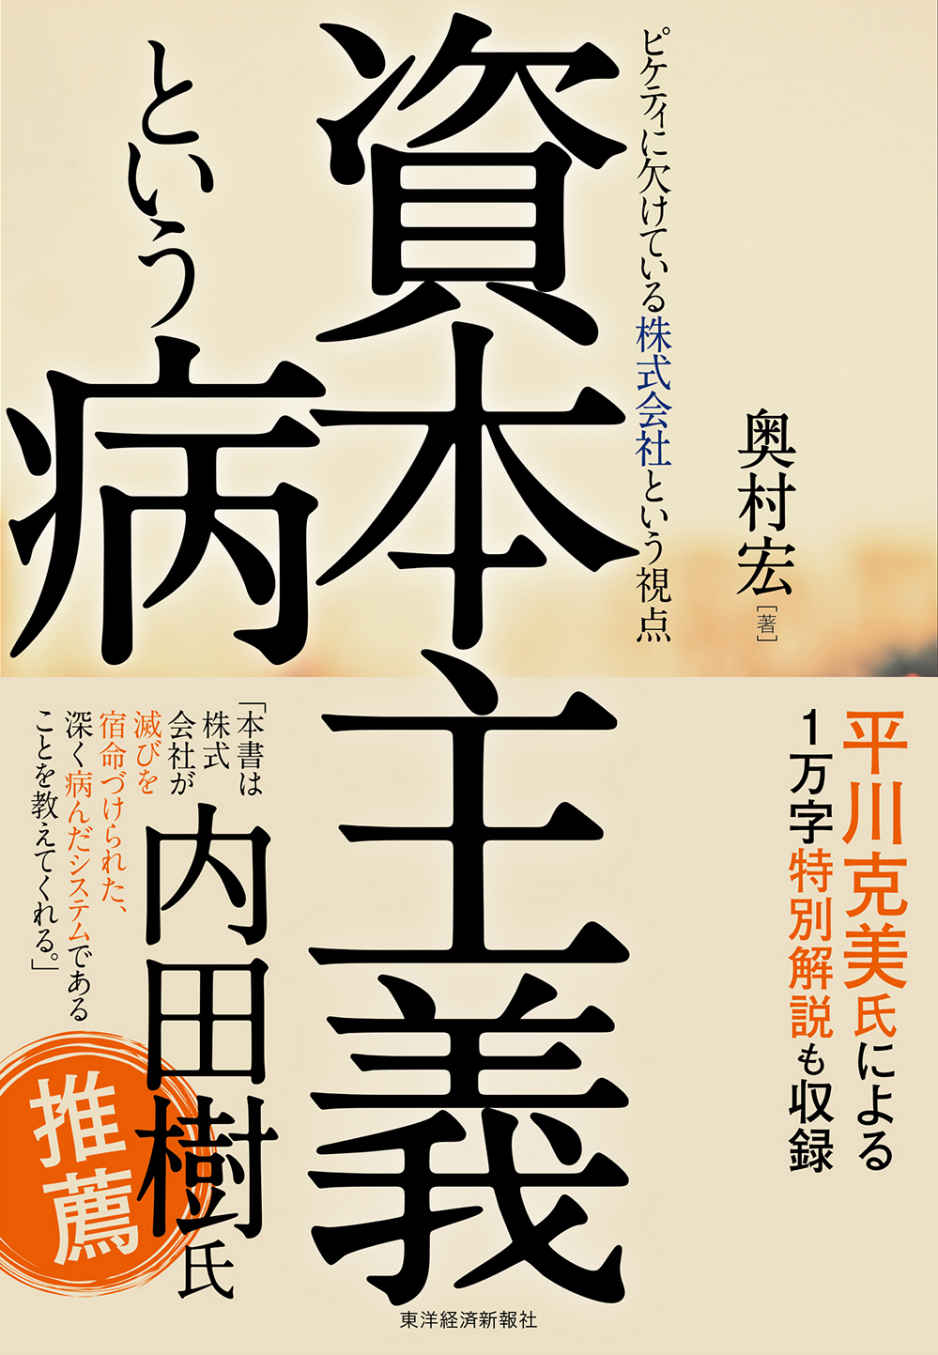 ピケティに欠けている株式会社という視点
資本主義
という
病
奥村宏
[著]
平川克美氏による
1万字特別解説も収録
「本書は
株式
会社が
滅びを
宿命づけられた、
深く病んだシステムである
ことを教えてくれる。」
内田樹氏
推薦
東洋経済新報社